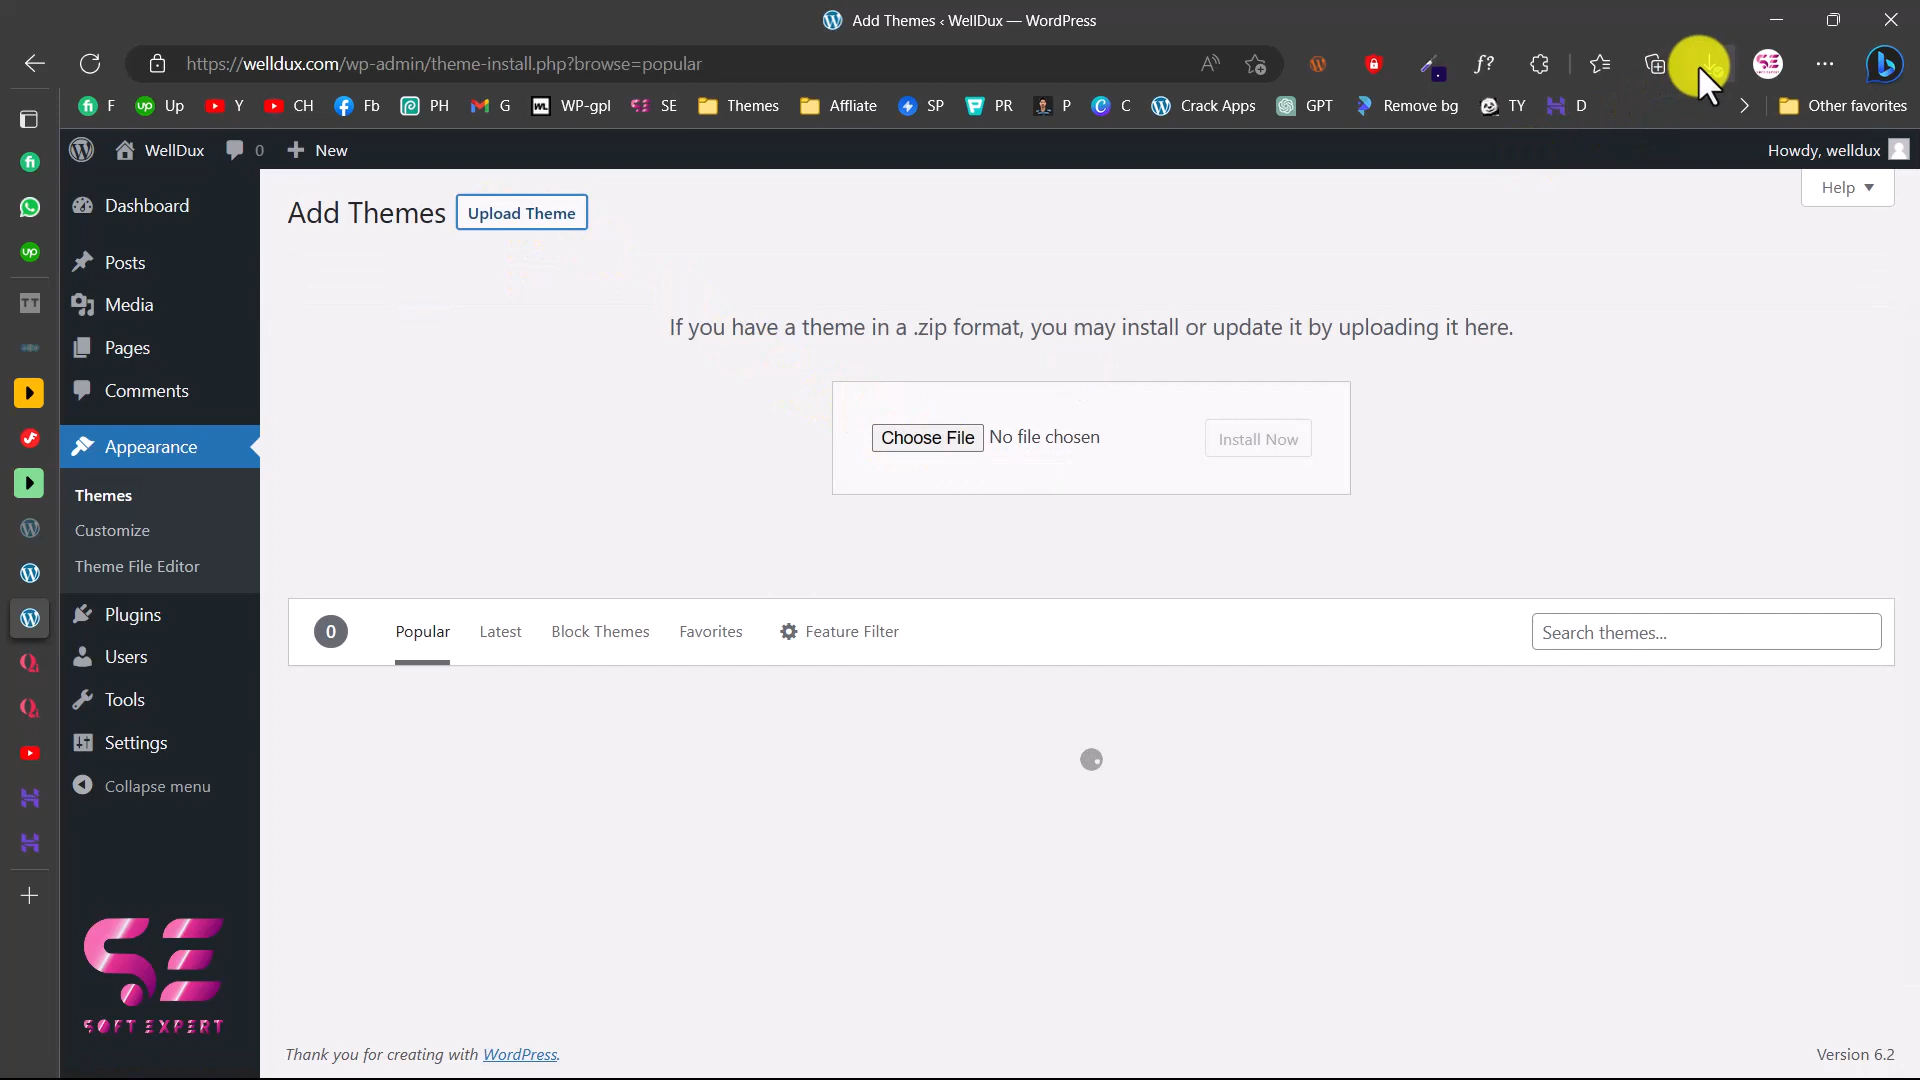 Add Themes ‹ WellDux — WordPress
https://welldux.com/wp-admin/theme-install.php?browse=popular
F Up Y CH Fb PH G WP-gpl SE Themes Affliate SP PR P C Crack Apps GPT Remove bg TY D Other favorites
WellDux 0 New Howdy, welldux
Help
Add Themes Upload Theme
Dashboard
Posts
Media
Pages
Comments
Appearance
Themes
Customize
Theme File Editor
Plugins
Users
Tools
Settings
Collapse menu
If you have a theme in a .zip format, you may install or update it by uploading it here.
Choose File No file chosen Install Now
0 Popular Latest Block Themes Favorites Feature Filter Search themes...
SE
SOFT EXPERT
Thank you for creating with WordPress. Version 6.2